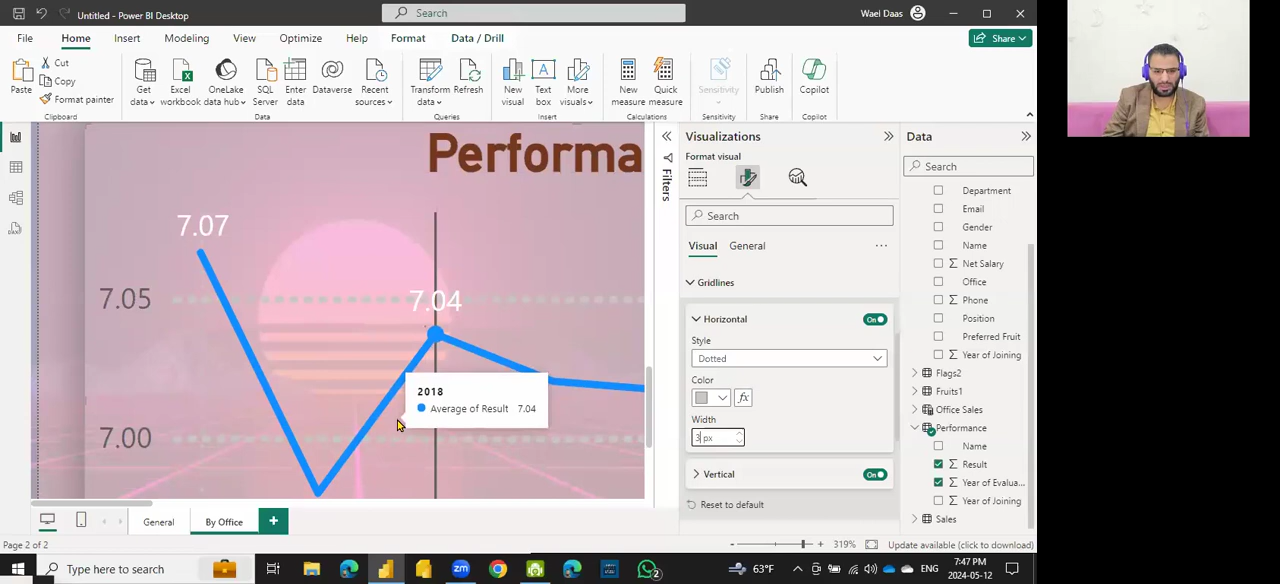 Untitled - Power BI Desktop
Search
Wael Daas
File
Home
Insert
Modeling
View
Optimize
Help
Format
Data / Drill
Share
Paste
Cut
Copy
Format painter
Get data
Excel workbook
OneLake data hub
SQL Server
Enter data
Dataverse
Recent sources
Transform data
Refresh
New visual
Text box
More visuals
New measure
Quick measure
Sensitivity
Publish
Copilot
Clipboard
Data
Queries
Insert
Calculations
Sensitivity
Share
Copilot
Performa
7.07
7.05
7.04
7.00
2018
Average of Result 7.04
Filters
Visualizations
Format visual
Search
Visual
General
Gridlines
Horizontal
On
Style
Dotted
Color
fx
Width
3 px
Vertical
On
Reset to default
Data
Search
Department
Email
Gender
Name
Net Salary
Office
Phone
Position
Preferred Fruit
Year of Joining
Flags2
Fruits1
Office Sales
Performance
Name
Result
Year of Evalua...
Year of Joining
Sales
General
By Office
Page 2 of 2
319%
Update available (click to download)
Type here to search
63°F
ENG
7:47 PM
2024-05-12